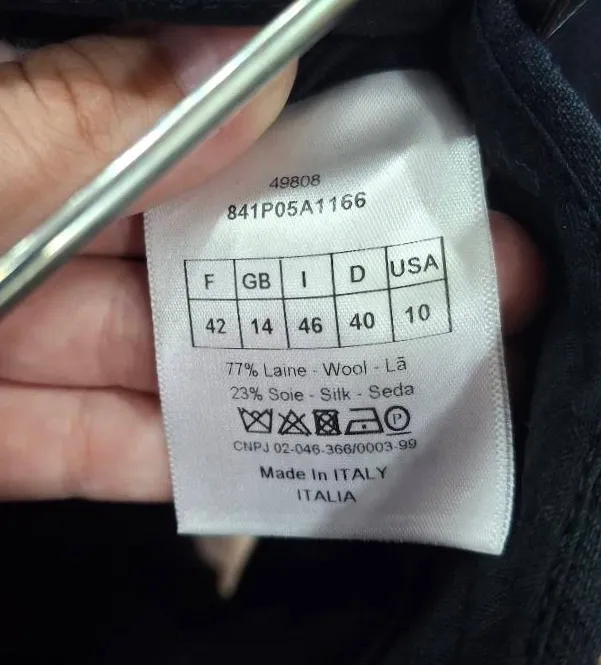 49808
841P05A1166
F GB I D USA
42 14 46 40 10
77% Laine - Wool - Lã
23% Soie - Silk - Seda
P
CNPJ 02-046-366/0003-99
Made In ITALY
ITALIA